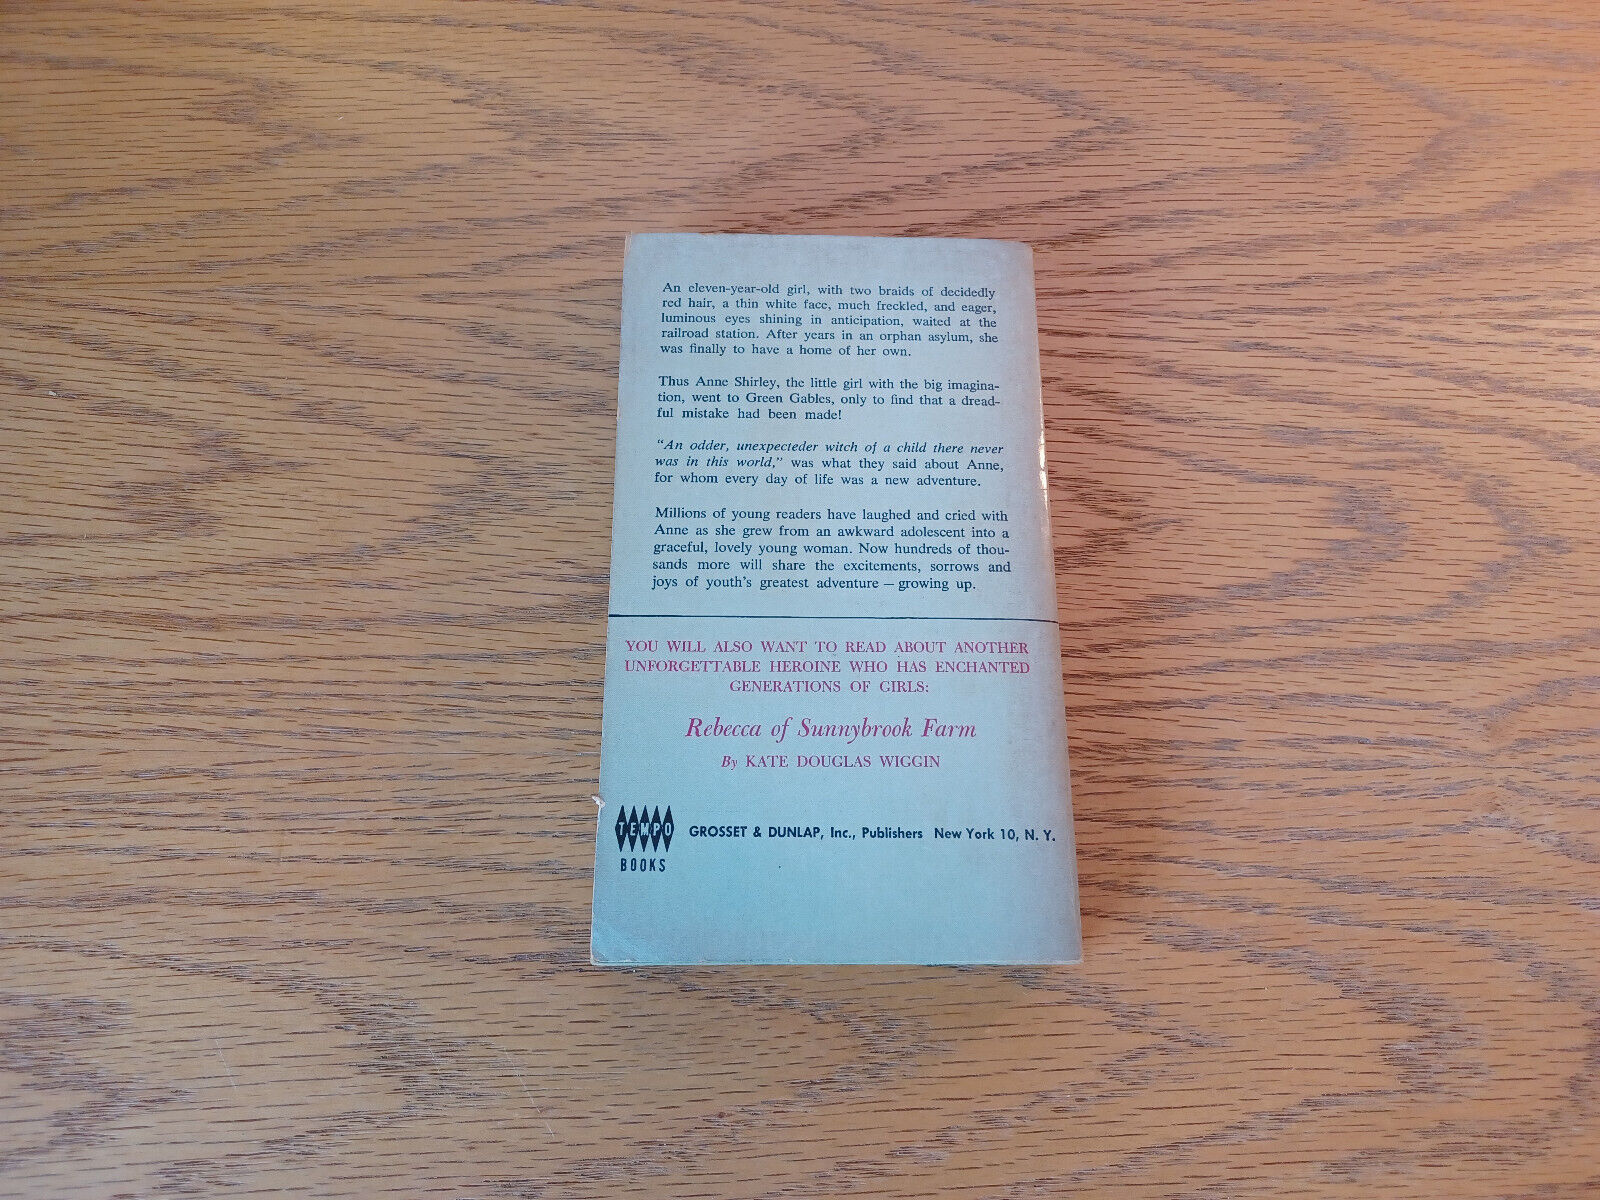 An eleven-year-old girl, with two braids of decidedly
red hair, a thin white face, much freckled, and eager,
luminous eyes shining in anticipation, waited at the
railroad station. After years in an orphan asylum, she
was finally to have a home of her own.
Thus Anne Shirley, the little girl with the big imagina-
tion, went to Green Gables, only to find that a dread-
ful mistake had been made!
"An odder, unexpecteder witch of a child there never
was in this world," was what they said about Anne,
for whom every day of life was a new adventure.
Millions of young readers have laughed and cried with
Anne as she grew from an awkward adolescent into a
graceful, lovely young woman. Now hundreds of thou-
sands more will share the excitements, sorrows and
joys of youth's greatest adventure — growing up.
YOU WILL ALSO WANT TO READ ABOUT ANOTHER
UNFORGETTABLE HEROINE WHO HAS ENCHANTED
GENERATIONS OF GIRLS:
Rebecca of Sunnybrook Farm
By KATE DOUGLAS WIGGIN
TEMPO
BOOKS
GROSSET & DUNLAP, Inc., Publishers New York 10, N. Y.